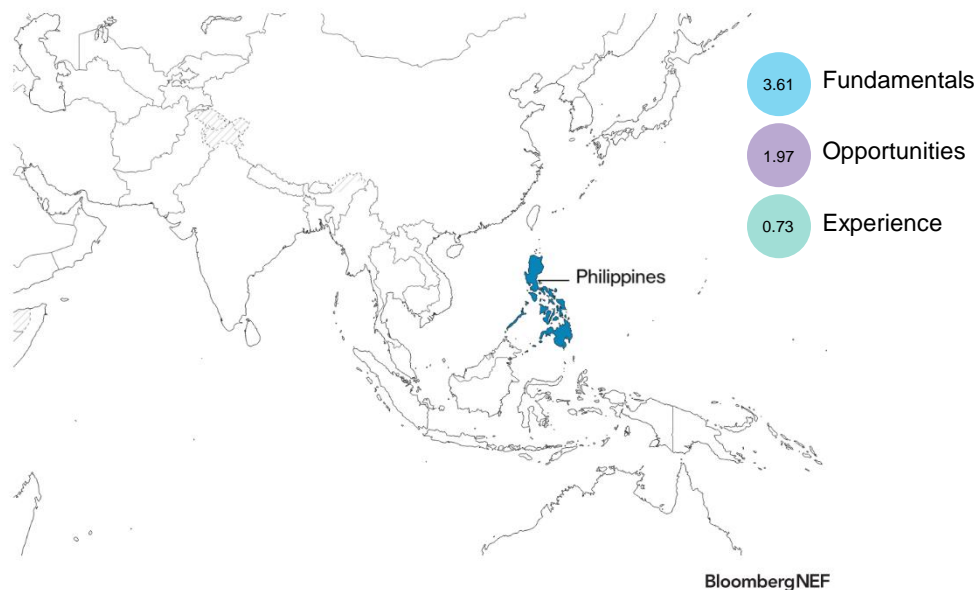 3.61 Fundamentals
1.97 Opportunities
0.73 Experience
Philippines
BloombergNEF